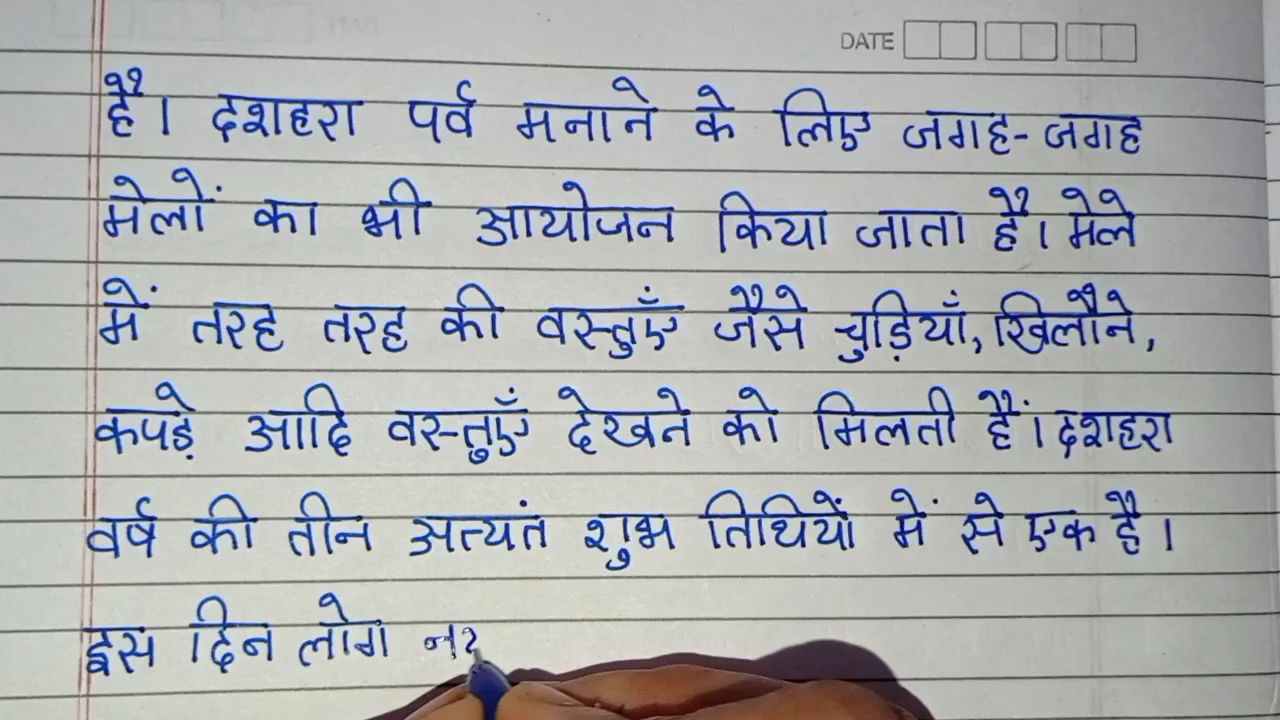 DATE
है। दशहरा पर्व मनाने के लिए जगह-जगह
मेलों का भी आयोजन किया जाता है। मेले
में तरह तरह की वस्तुएँ जैसे चुड़ियाँ, खिलौने,
कपड़े आदि वस्तुएँ देखने को मिलती हैं। दशहरा
वर्ष की तीन अत्यंत शुभ तिथियों में से एक है।
इस दिन लोग